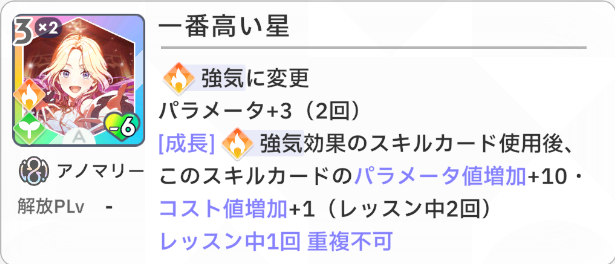 一番高い星
3 ×2
強気に変更
パラメータ+3（2回）
[成長] 強気効果のスキルカード使用後、
このスキルカードのパラメータ値増加+10・
コスト値増加+1（レッスン中2回）
レッスン中1回 重複不可
A
-6
アノマリー
解放PLv -